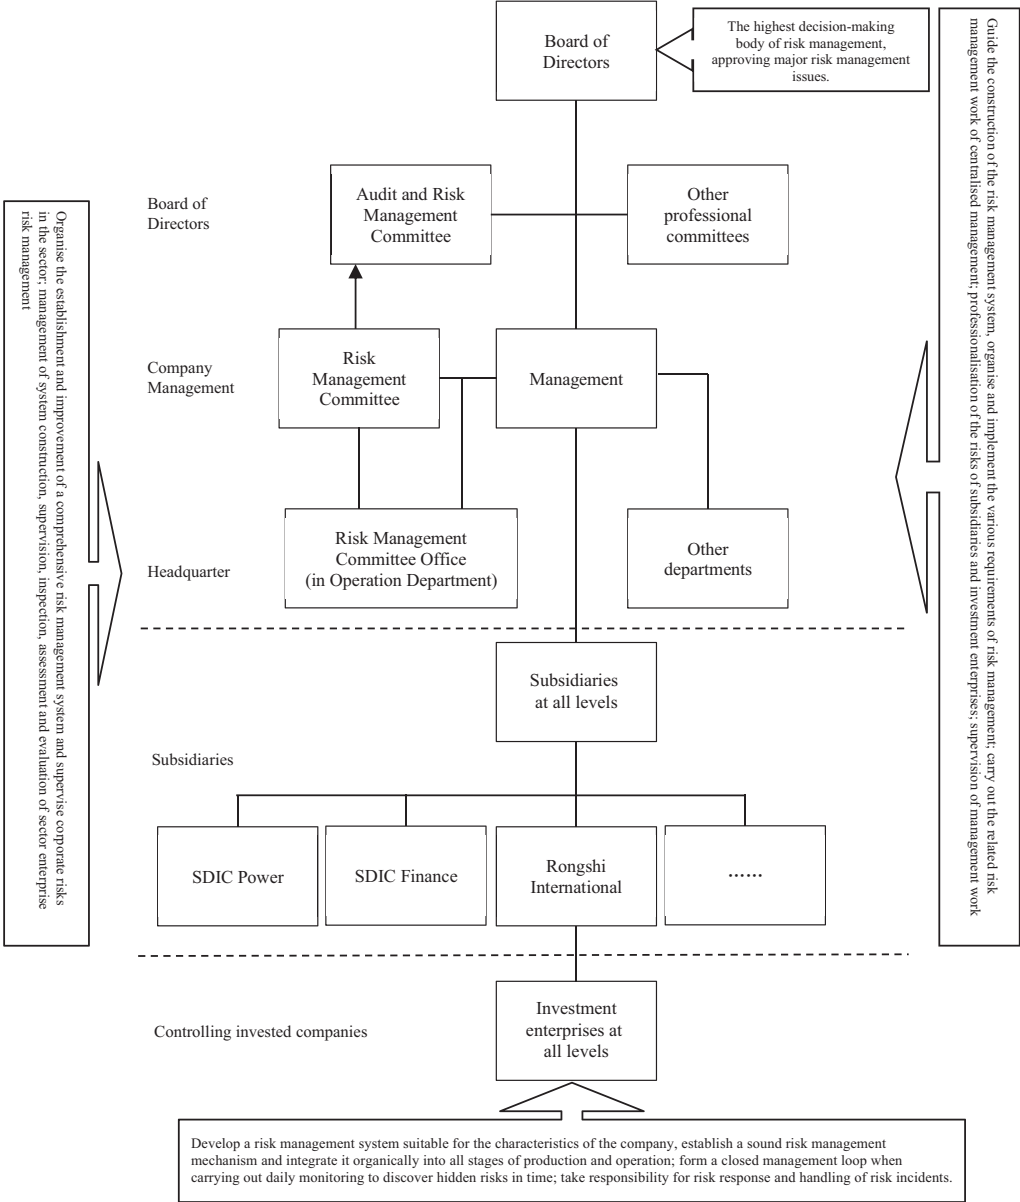 Board of
Directors
The highest decision-making
body of risk management,
approving major risk management
issues.
Guide the construction of the risk management system, organise and implement the various requirements of risk management; carry out the related risk
management work of centralised management; professionalisation of the risks of subsidiaries and investment enterprises; supervision of management work
Organise the establishment and improvement of a comprehensive risk management system and supervise corporate risks
in the sector; management of system construction, supervision, inspection, assessment and evaluation of sector enterprise
risk management
Board of
Directors
Audit and Risk
Management
Committee
Other
professional
committees
Company
Management
Risk
Management
Committee
Management
Headquarter
Risk Management
Committee Office
(in Operation Department)
Other
departments
Subsidiaries
at all levels
Subsidiaries
SDIC Power
SDIC Finance
Rongshi
International
......
Controlling invested companies
Investment
enterprises at
all levels
Develop a risk management system suitable for the characteristics of the company, establish a sound risk management
mechanism and integrate it organically into all stages of production and operation; form a closed management loop when
carrying out daily monitoring to discover hidden risks in time; take responsibility for risk response and handling of risk incidents.